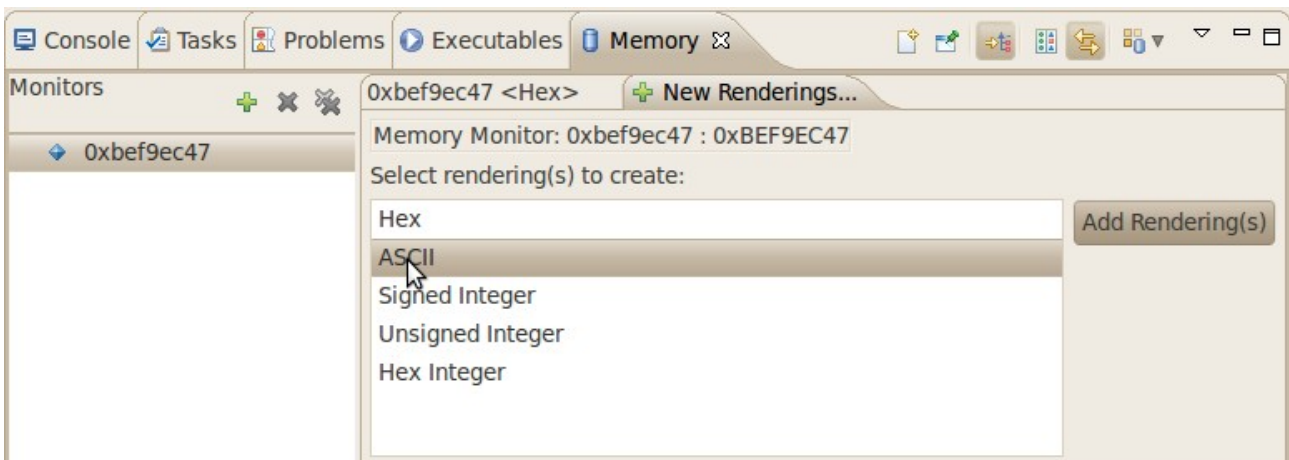 Console Tasks Problems Executables Memory
Monitors
0xbef9ec47
0xbef9ec47 <Hex> New Renderings...
Memory Monitor: 0xbef9ec47 : 0xBEF9EC47
Select rendering(s) to create:
Hex
ASCII
Signed Integer
Unsigned Integer
Hex Integer
Add Rendering(s)